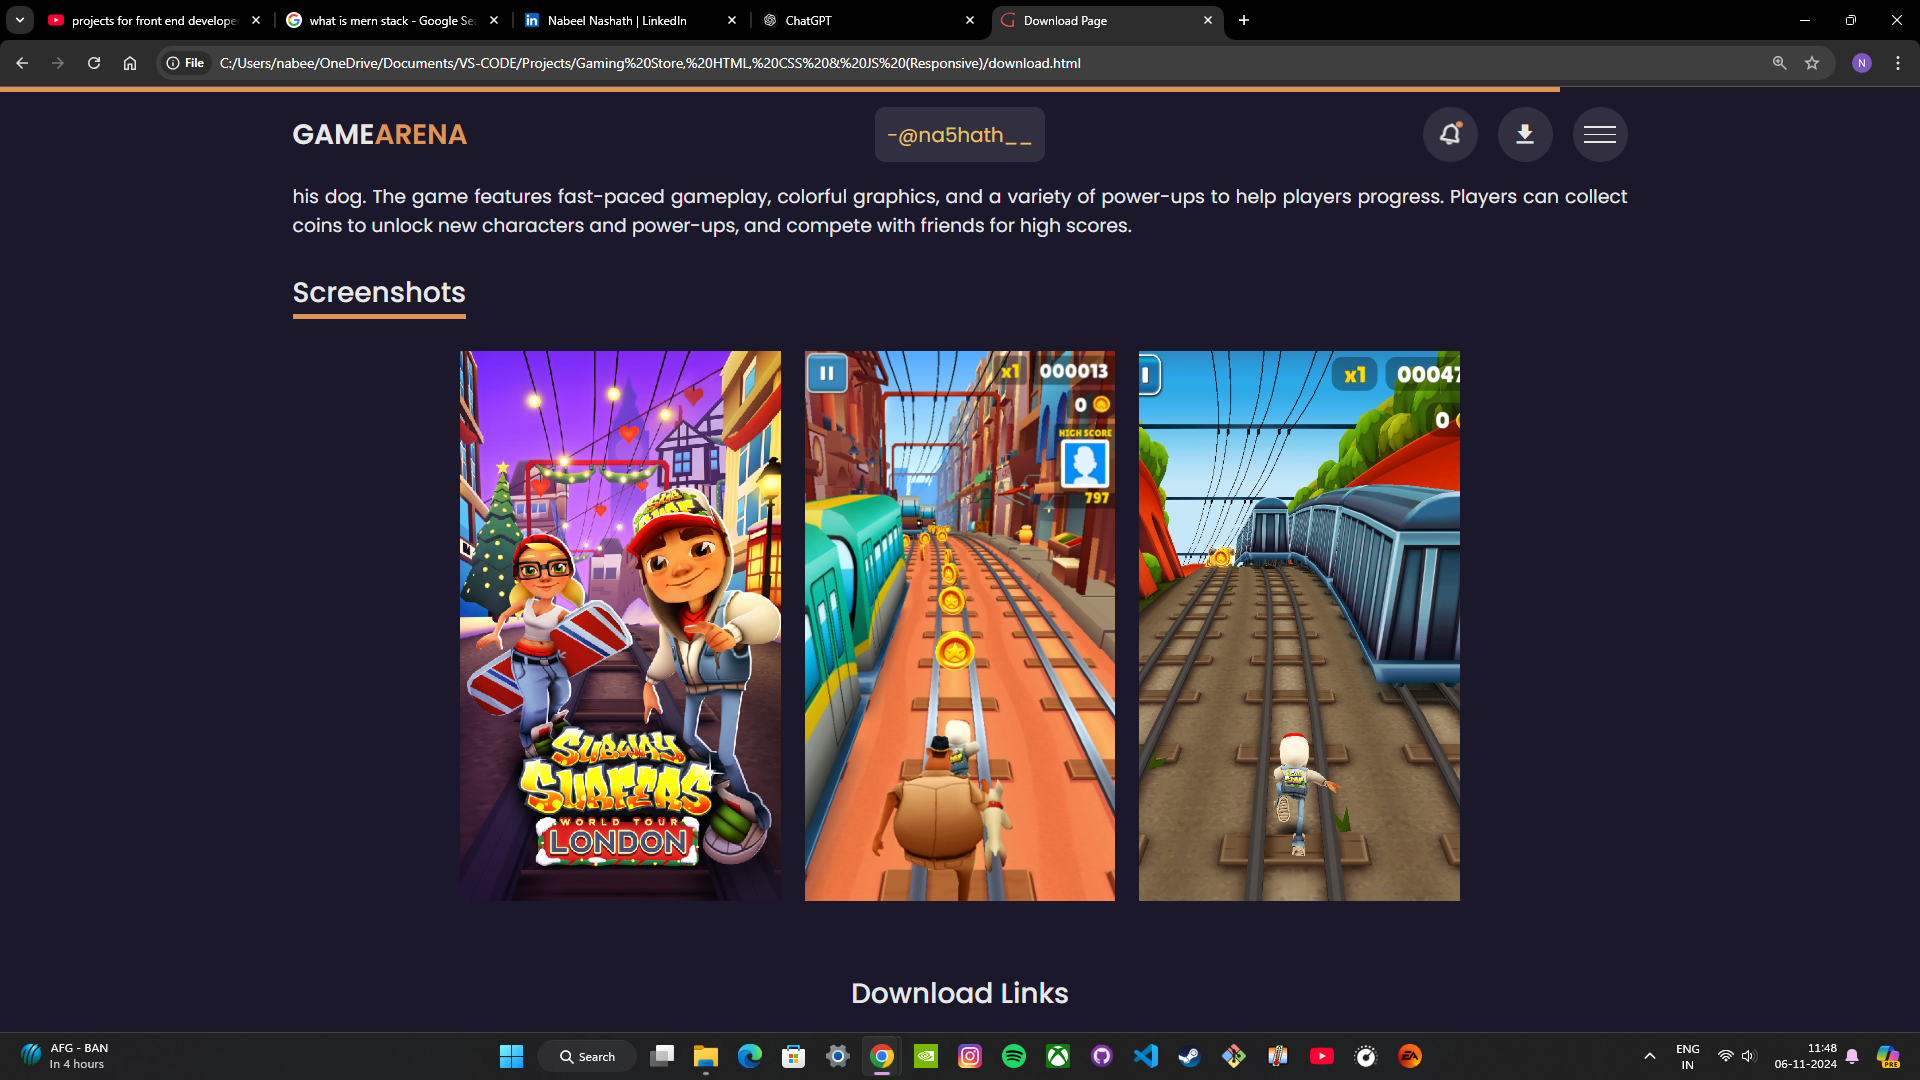 projects for front end develope
what is mern stack - Google Se
Nabeel Nashath | LinkedIn
ChatGPT
Download Page
File
C:/Users/nabee/OneDrive/Documents/VS-CODE/Projects/Gaming%20Store,%20HTML,%20CSS%20&%20JS%20(Responsive)/download.html
N
GAMEARENA
-@na5hath__
his dog. The game features fast-paced gameplay, colorful graphics, and a variety of power-ups to help players progress. Players can collect
coins to unlock new characters and power-ups, and compete with friends for high scores.
Screenshots
SUBWAY
SURFERS
WORLD TOUR
LONDON
x1 000013
0
HIGH SCORE
797
x1 00047
0
Download Links
AFG - BAN
In 4 hours
Search
ENG
IN
11:48
06-11-2024
PRE